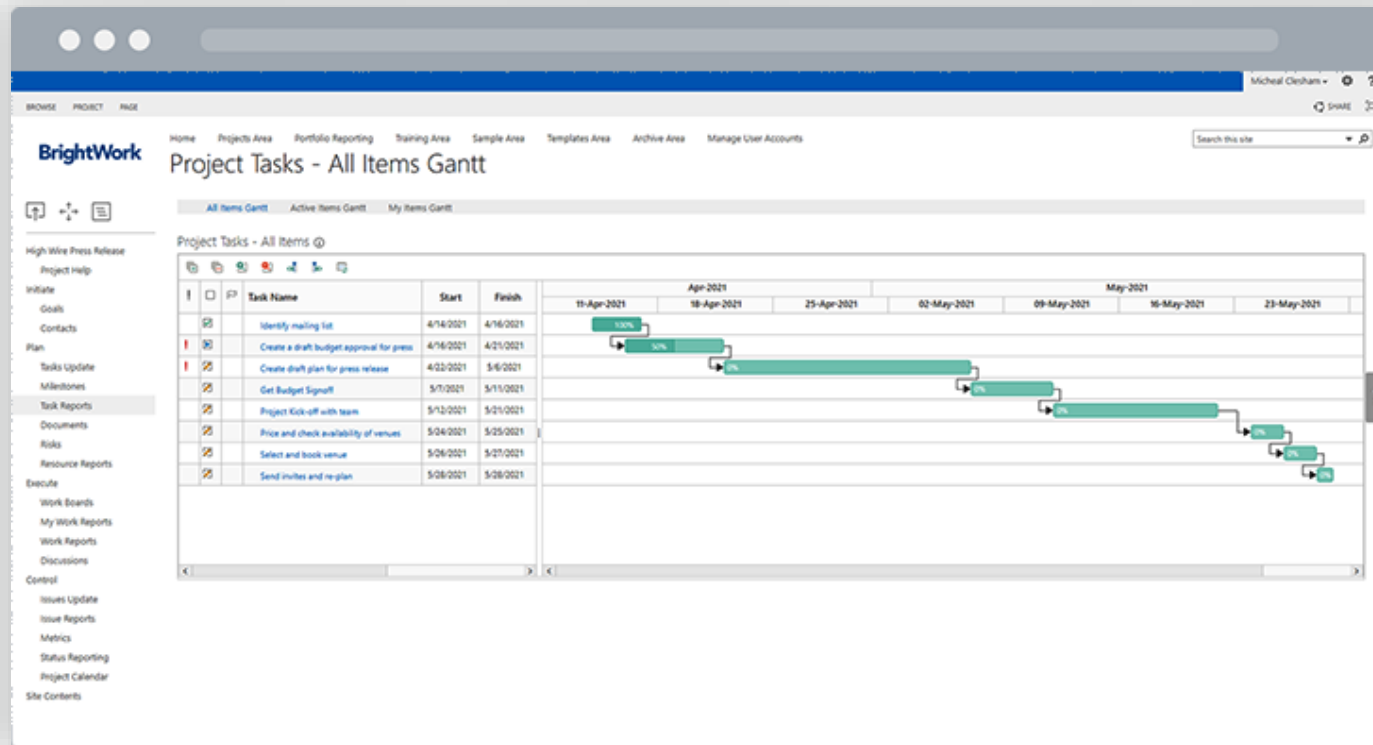 Micheal Clesham
?
BROWSE PROJECT PAGE
SHARE
BrightWork
Home Projects Area Portfolio Reporting Training Area Sample Area Templates Area Archive Area Manage User Accounts
Search this site
Project Tasks - All Items Gantt
All Items Gantt Active Items Gantt My Items Gantt
Project Tasks - All Items
High Wire Press Release
Project Help
Initiate
Goals
Contacts
Plan
Tasks Update
Milestones
Task Reports
Documents
Risks
Resource Reports
Execute
Work Boards
My Work Reports
Work Reports
Discussions
Control
Issues Update
Issue Reports
Metrics
Status Reporting
Project Calendar
Site Contents
! Task Name Start Finish
Apr-2021 May-2021
11-Apr-2021 18-Apr-2021 25-Apr-2021 02-May-2021 09-May-2021 16-May-2021 23-May-2021
Identify mailing list 4/14/2021 4/16/2021 100%
! Create a draft budget approval for press 4/16/2021 4/21/2021 50%
! Create draft plan for press release 4/22/2021 5/6/2021 0%
Get Budget Signoff 5/7/2021 5/11/2021 0%
Project Kick-off with team 5/12/2021 5/21/2021 0%
Price and check availability of venues 5/24/2021 5/25/2021 0%
Select and book venue 5/26/2021 5/27/2021 0%
Send invites and re-plan 5/28/2021 5/28/2021 0%